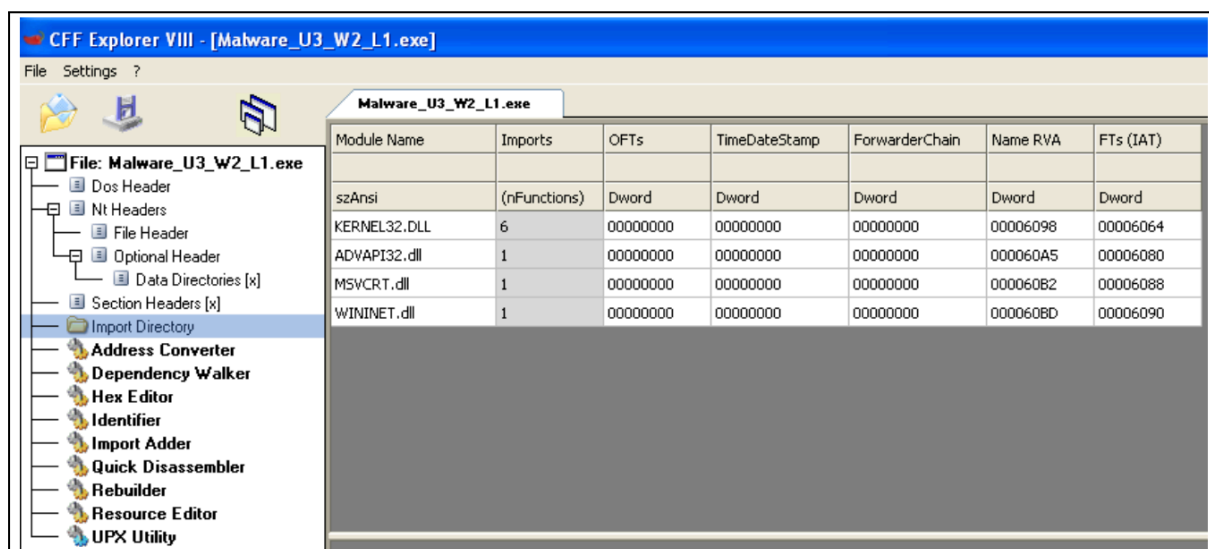 CFF Explorer VIII - [Malware_U3_W2_L1.exe]
File Settings ?
Malware_U3_W2_L1.exe
File: Malware_U3_W2_L1.exe
Dos Header
Nt Headers
File Header
Optional Header
Data Directories [x]
Section Headers [x]
Import Directory
Address Converter
Dependency Walker
Hex Editor
Identifier
Import Adder
Quick Disassembler
Rebuilder
Resource Editor
UPX Utility
Module Name Imports OFTs TimeDateStamp ForwarderChain Name RVA FTs (IAT)
szAnsi (nFunctions) Dword Dword Dword Dword Dword
KERNEL32.DLL 6 00000000 00000000 00000000 00006098 00006064
ADVAPI32.dll 1 00000000 00000000 00000000 000060A5 00006080
MSVCRT.dll 1 00000000 00000000 00000000 000060B2 00006088
WININET.dll 1 00000000 00000000 00000000 000060BD 00006090